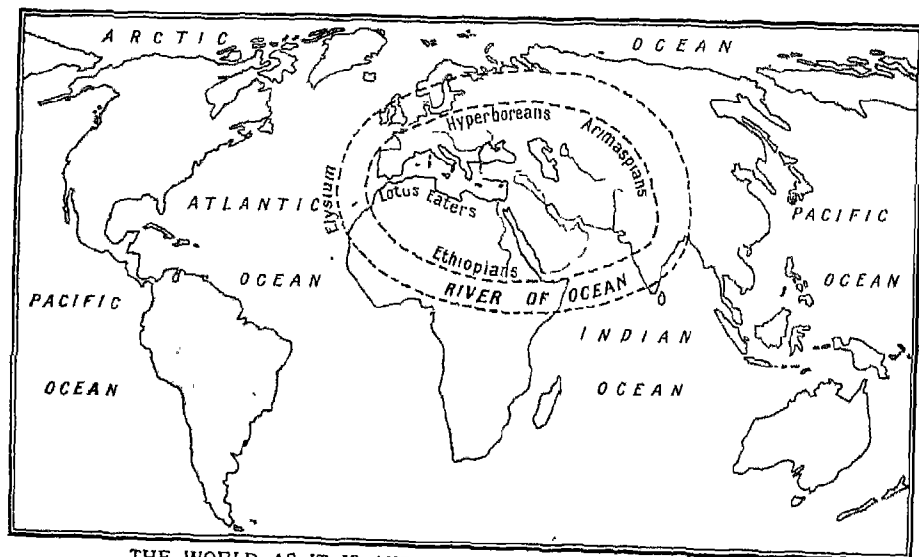 ARCTIC OCEAN
Hyperboreans
Arimaspians
Elysium
Lotus Eaters
ATLANTIC
OCEAN
PACIFIC
OCEAN
Ethiopians
RIVER OF OCEAN
PACIFIC
OCEAN
INDIAN
OCEAN
THE WORLD AS IT IS